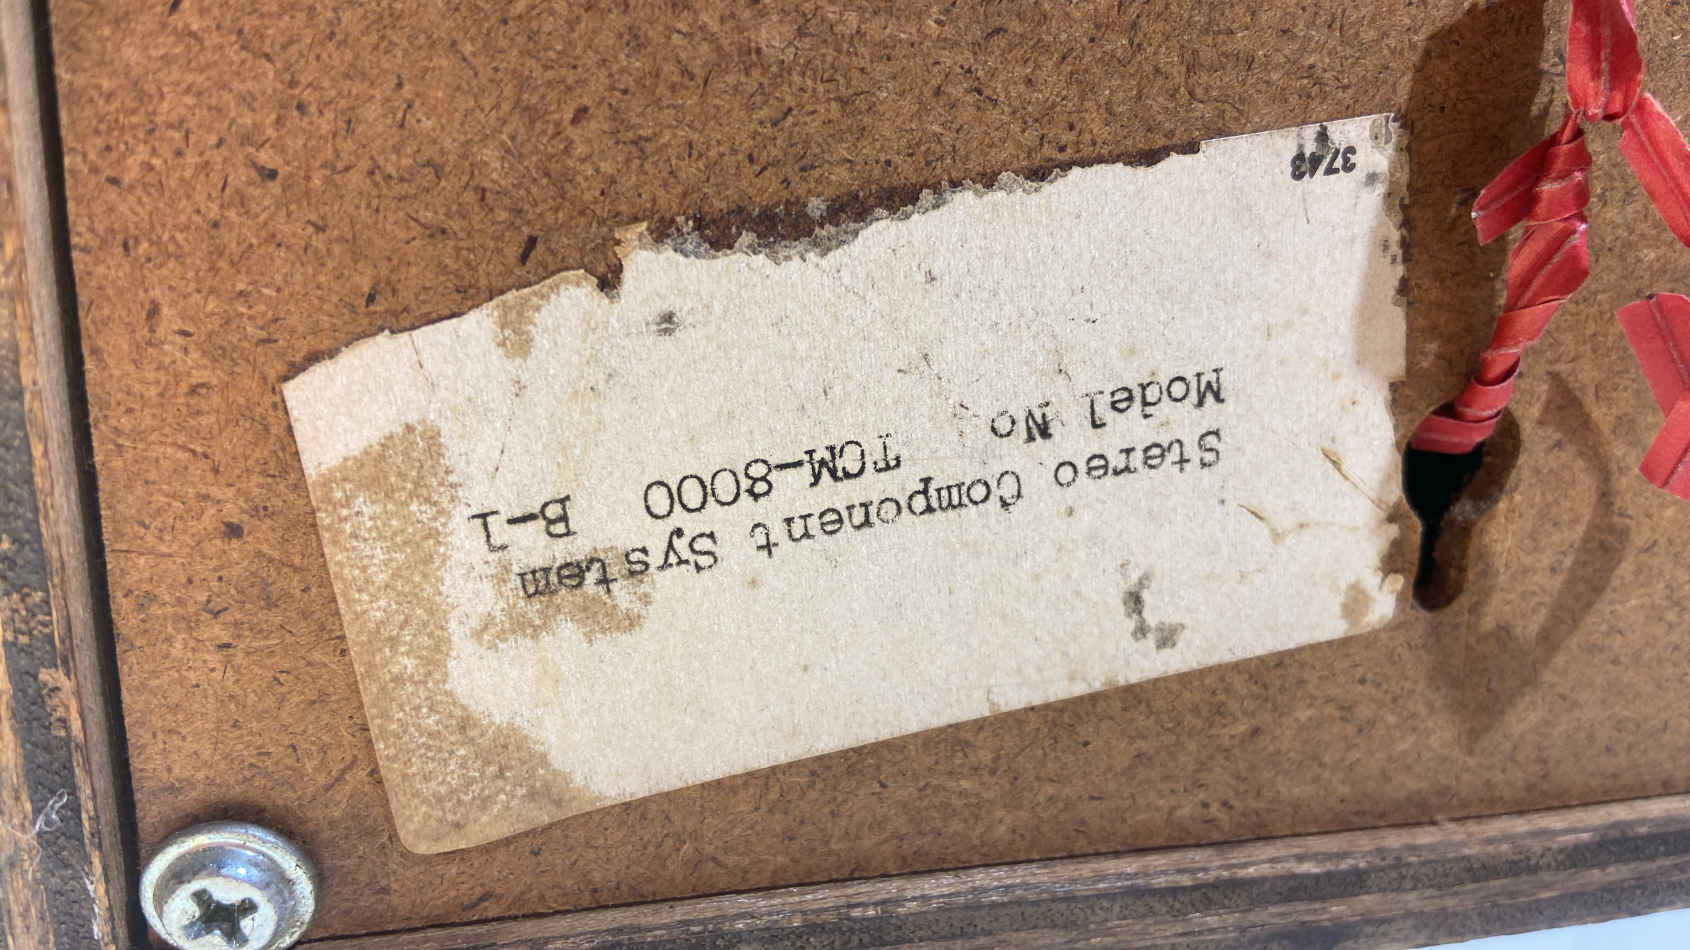 Stereo Component System
Model No TCM-8000 B-1
3743